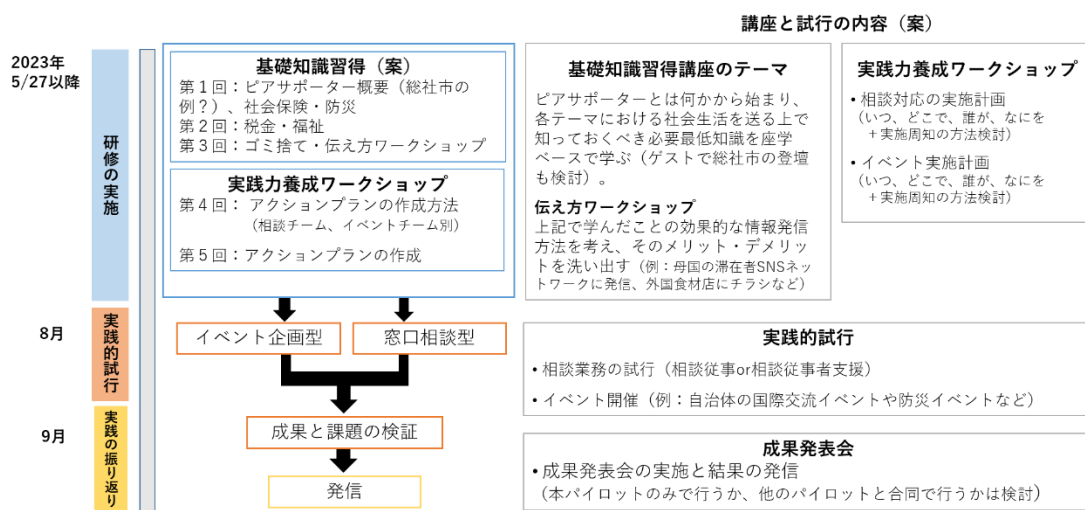 講座と試行の内容（案）
2023年
5/27以降
研修の実施
基礎知識習得（案）
第１回：ピアサポーター概要（総社市の
例？）、社会保険・防災
第２回：税金・福祉
第３回：ゴミ捨て・伝え方ワークショップ
実践力養成ワークショップ
第４回： アクションプランの作成方法
（相談チーム、イベントチーム別）
第５回：アクションプランの作成
基礎知識習得講座のテーマ
ピアサポーターとは何かから始まり、
各テーマにおける社会生活を送る上で
知っておくべき必要最低知識を座学
ベースで学ぶ（ゲストで総社市の登壇
も検討）。
伝え方ワークショップ
上記で学んだことの効果的な情報発信
方法を考え、そのメリット・デメリッ
トを洗い出す（例：母国の滞在者SNSネッ
トワークに発信、外国食材店にチラシなど）
実践力養成ワークショップ
• 相談対応の実施計画
（いつ、どこで、誰が、なにを
＋実施周知の方法検討）
• イベント実施計画
（いつ、どこで、誰が、なにを
＋実施周知の方法検討）
8月
実践的試行
イベント企画型
窓口相談型
実践的試行
• 相談業務の試行（相談従事or相談従事者支援）
• イベント開催（例：自治体の国際交流イベントや防災イベントなど）
9月
実践の振り返り
成果と課題の検証
発信
成果発表会
• 成果発表会の実施と結果の発信
（本パイロットのみで行うか、他のパイロットと合同で行うかは検討）